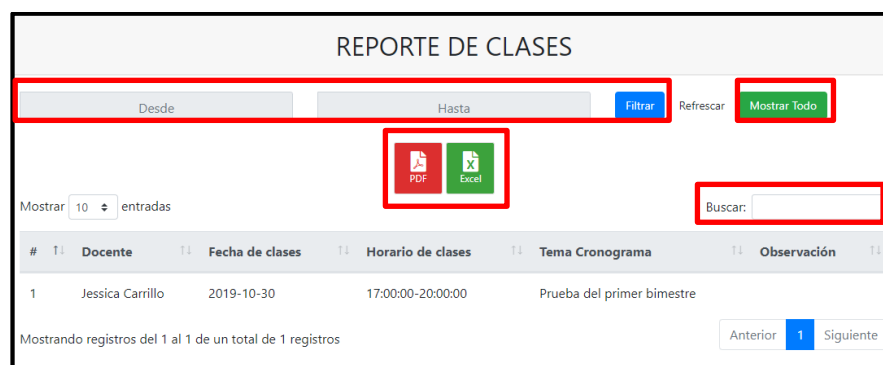 REPORTE DE CLASES
Desde Hasta Filtrar Refrescar Mostrar Todo
PDF Excel
Mostrar 10 entradas Buscar:
# Docente Fecha de clases Horario de clases Tema Cronograma Observación
1 Jessica Carrillo 2019-10-30 17:00:00-20:00:00 Prueba del primer bimestre
Mostrando registros del 1 al 1 de un total de 1 registros Anterior 1 Siguiente